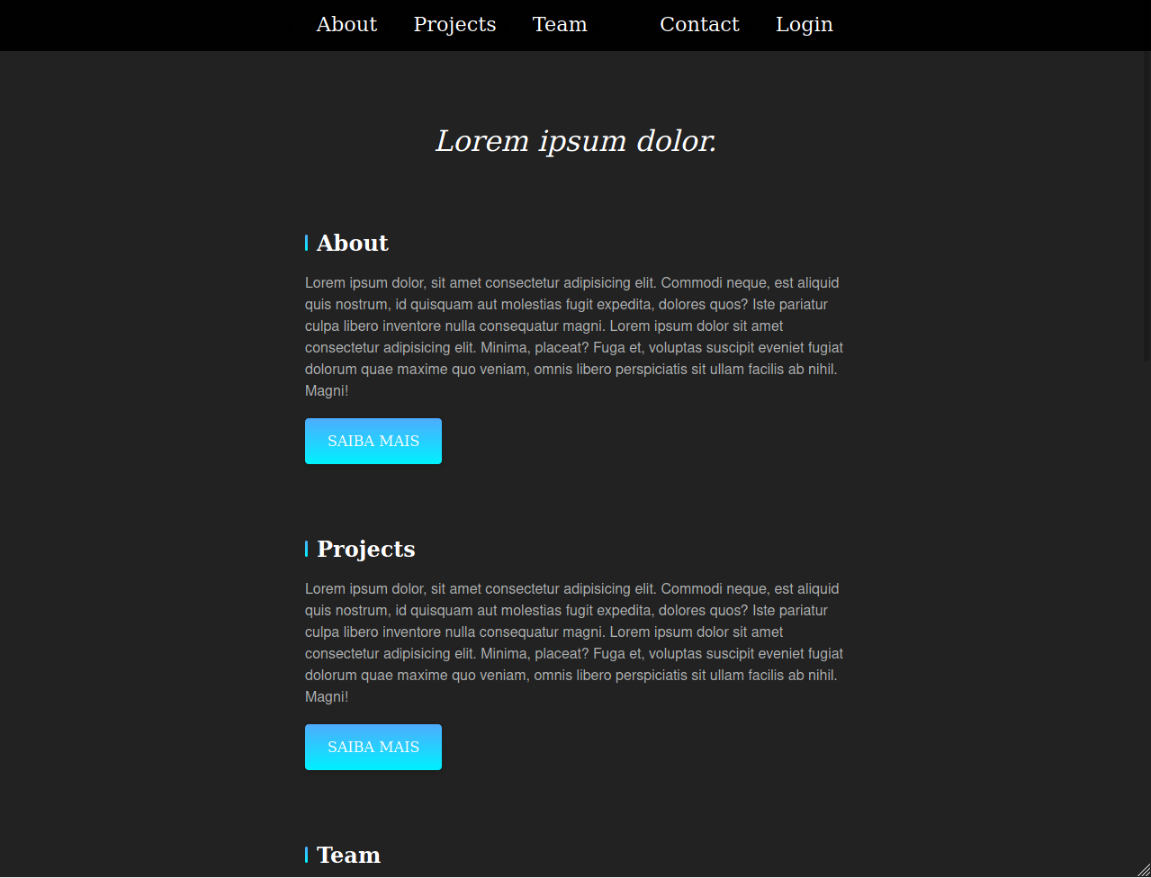 About Projects Team Contact Login
Lorem ipsum dolor.
About
Lorem ipsum dolor, sit amet consectetur adipisicing elit. Commodi neque, est aliquid
quis nostrum, id quisquam aut molestias fugit expedita, dolores quos? Iste pariatur
culpa libero inventore nulla consequatur magni. Lorem ipsum dolor sit amet
consectetur adipisicing elit. Minima, placeat? Fuga et, voluptas suscipit eveniet fugiat
dolorum quae maxime quo veniam, omnis libero perspiciatis sit ullam facilis ab nihil.
Magni!
SAIBA MAIS
Projects
Lorem ipsum dolor, sit amet consectetur adipisicing elit. Commodi neque, est aliquid
quis nostrum, id quisquam aut molestias fugit expedita, dolores quos? Iste pariatur
culpa libero inventore nulla consequatur magni. Lorem ipsum dolor sit amet
consectetur adipisicing elit. Minima, placeat? Fuga et, voluptas suscipit eveniet fugiat
dolorum quae maxime quo veniam, omnis libero perspiciatis sit ullam facilis ab nihil.
Magni!
SAIBA MAIS
Team